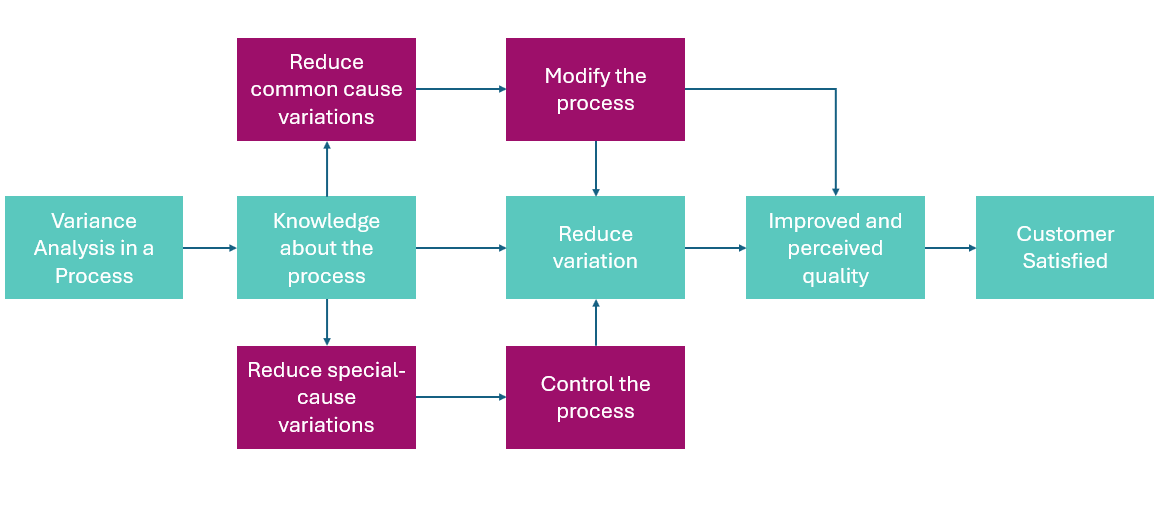 Reduce
common cause
variations
Modify the
process
Variance
Analysis in a
Process
Knowledge
about the
process
Reduce
variation
Improved and
perceived
quality
Customer
Satisfied
Reduce special-
cause
variations
Control the
process